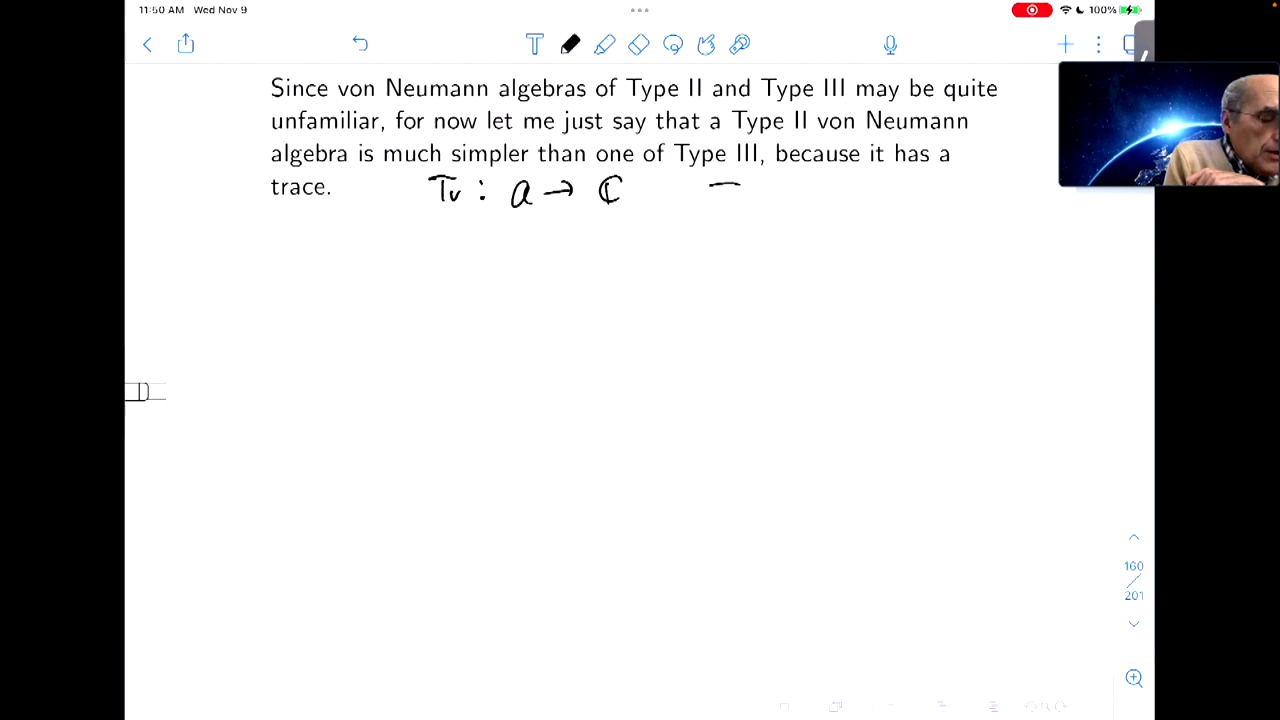 11:50 AM Wed Nov 9
100%
Since von Neumann algebras of Type II and Type III may be quite
unfamiliar, for now let me just say that a Type II von Neumann
algebra is much simpler than one of Type III, because it has a
trace. Tr : a → ℂ
160
201